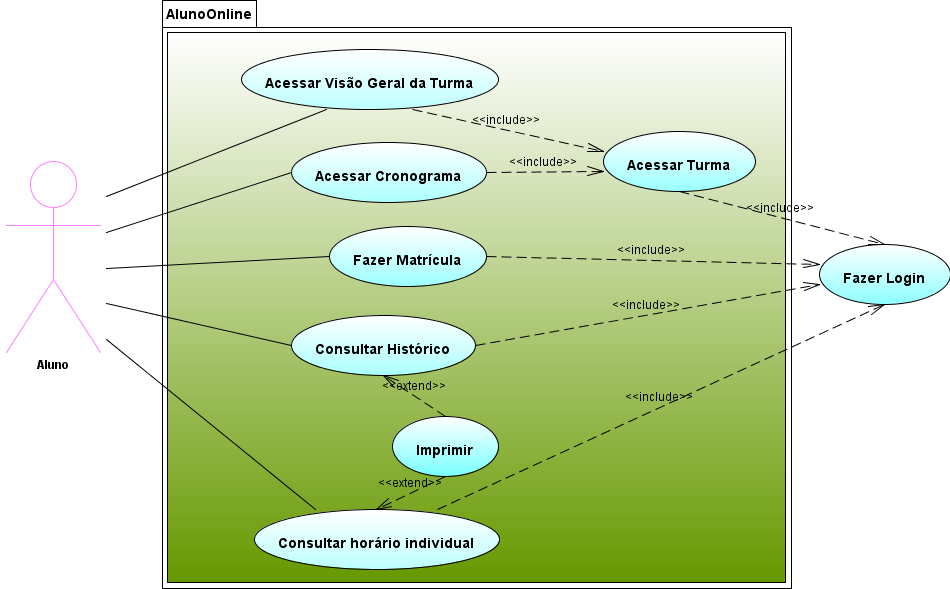 AlunoOnline
Acessar Visão Geral da Turma
<<include>>
Acessar Turma
<<include>>
Acessar Cronograma
<<include>>
Fazer Matrícula
<<include>>
Fazer Login
<<include>>
Consultar Histórico
Aluno
<<extend>>
<<include>>
Imprimir
<<extend>>
Consultar horário individual